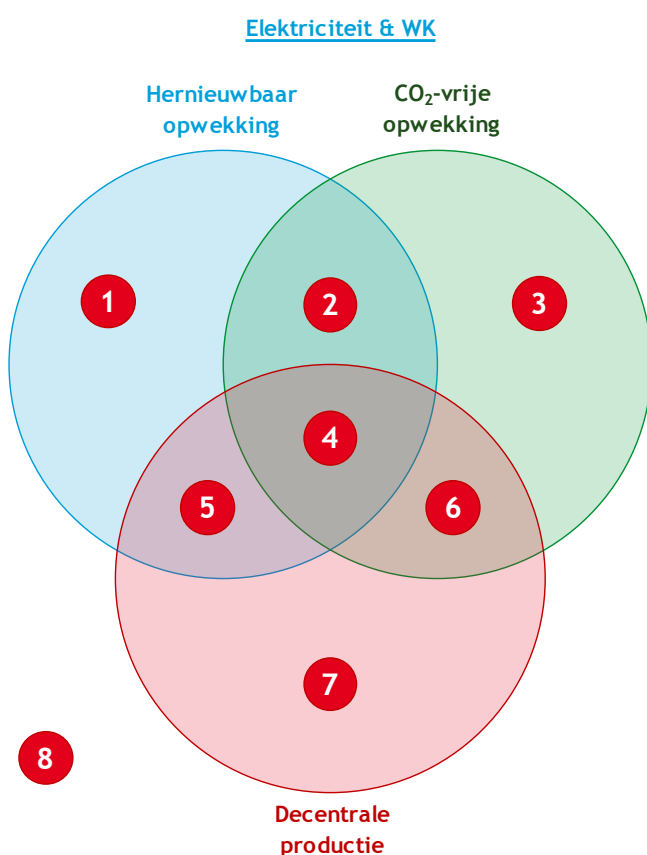 Elektriciteit & WK
Hernieuwbaar
opwekking
CO₂-vrije
opwekking
1
2
3
4
5
6
7
8
Decentrale
productie